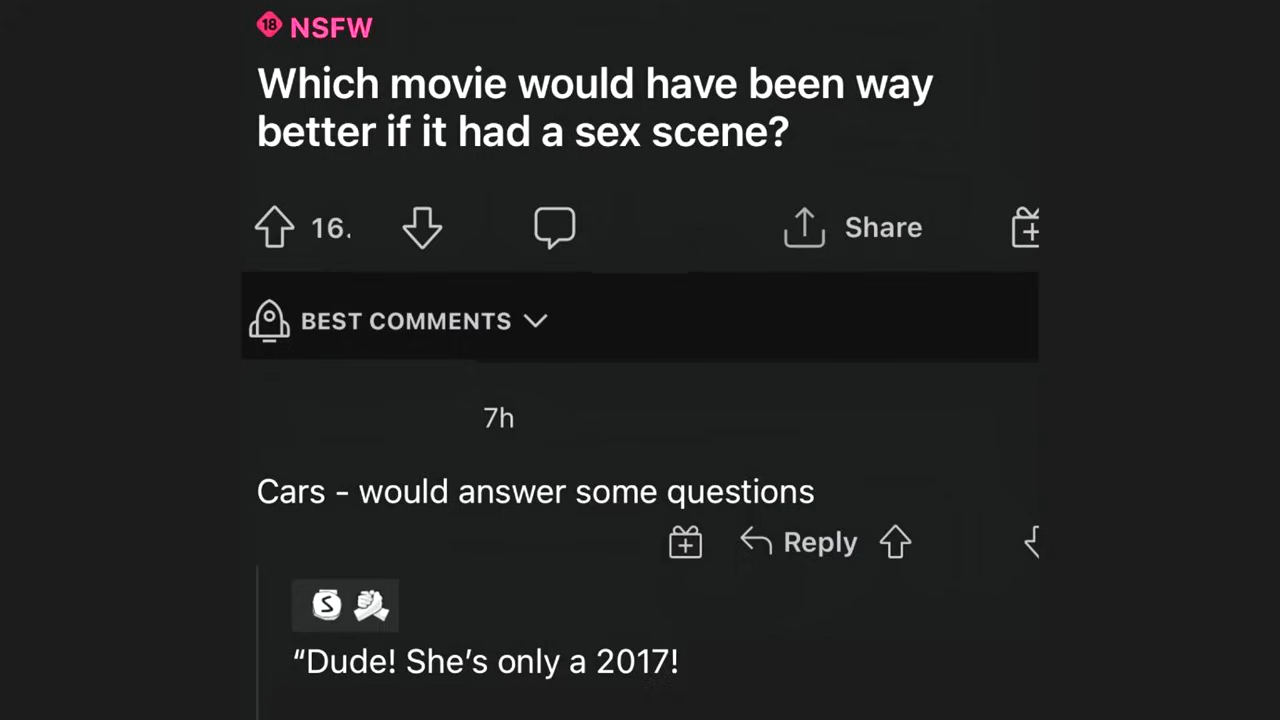 18 NSFW
Which movie would have been way
better if it had a sex scene?
16. Share
BEST COMMENTS
7h
Cars - would answer some questions
Reply
S
“Dude! She’s only a 2017!